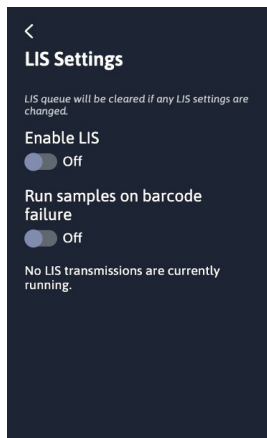 LIS Settings
LIS queue will be cleared if any LIS settings are
changed.
Enable LIS
Off
Run samples on barcode
failure
Off
No LIS transmissions are currently
running.